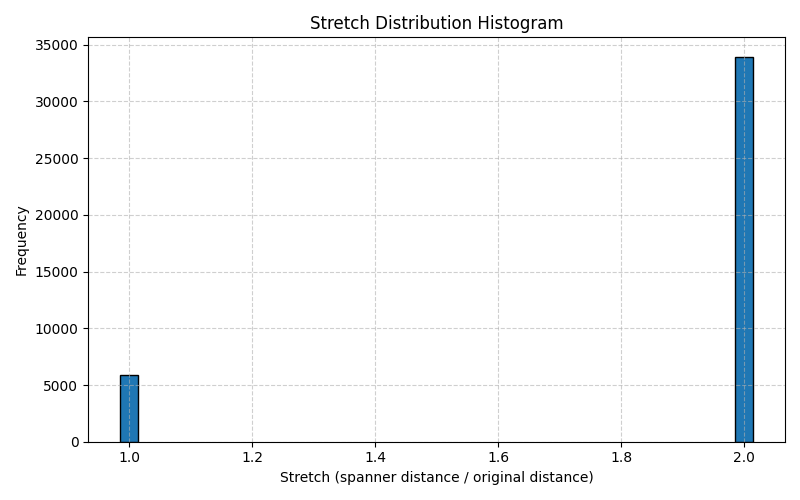 Stretch Distribution Histogram
35000
30000
25000
20000
15000
10000
5000
0
Frequency
1.0 1.2 1.4 1.6 1.8 2.0
Stretch (spanner distance / original distance)